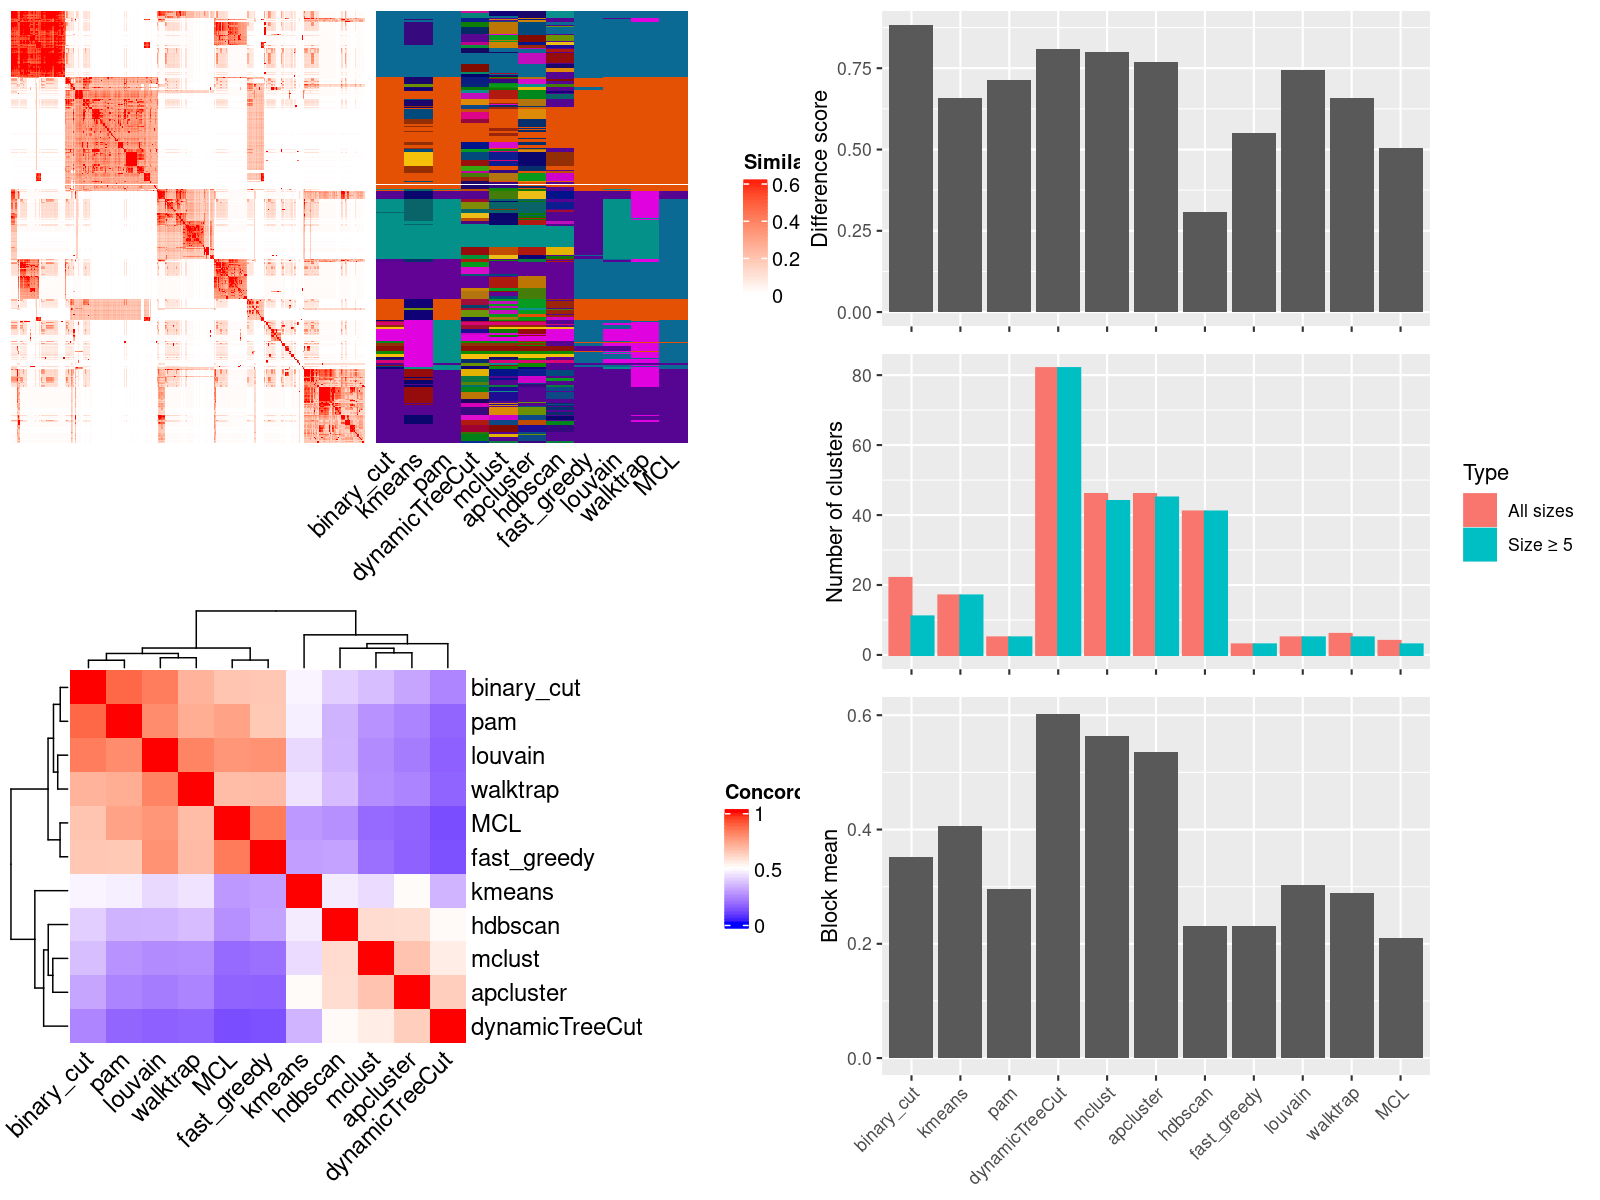 Simila
0.6
0.4
0.2
0
binary_cut
kmeans
pam
dynamicTreeCut
mclust
apcluster
hdbscan
fast_greedy
louvain
walktrap
MCL
binary_cut
pam
louvain
walktrap
MCL
fast_greedy
kmeans
hdbscan
mclust
apcluster
dynamicTreeCut
Concord
1
0.5
0
binary_cut
pam
louvain
walktrap
MCL
fast_greedy
kmeans
hdbscan
mclust
apcluster
dynamicTreeCut
Difference score
0.75
0.50
0.25
0.00
Number of clusters
80
60
40
20
0
Type
All sizes
Size ≥ 5
Block mean
0.6
0.4
0.2
0.0
binary_cut
kmeans
pam
dynamicTreeCut
mclust
apcluster
hdbscan
fast_greedy
louvain
walktrap
MCL